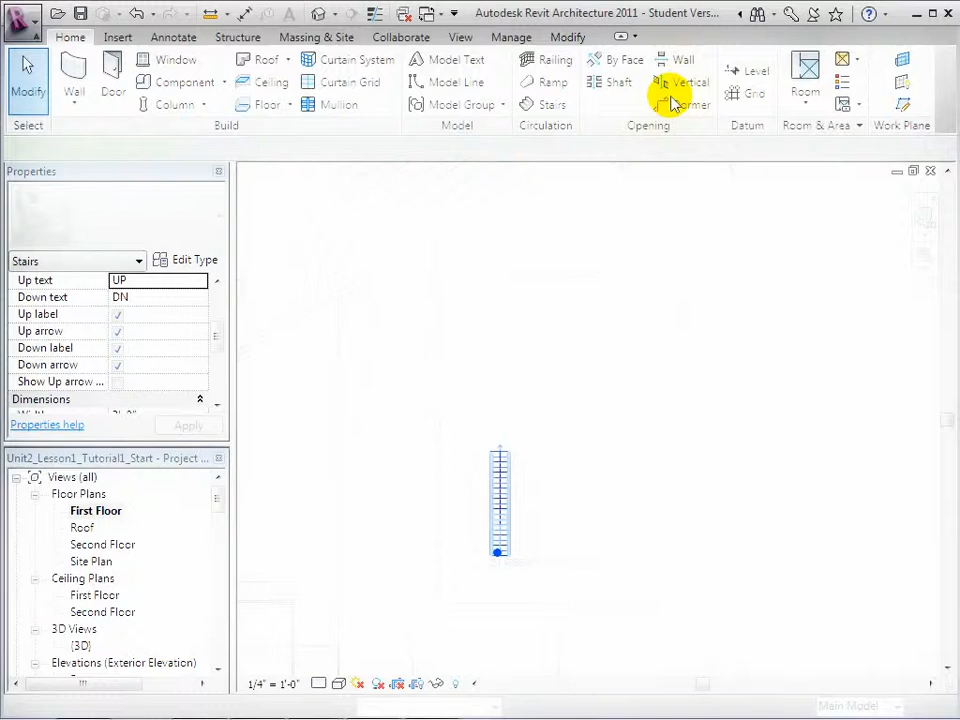 Autodesk Revit Architecture 2011 - Student Vers...
Home Insert Annotate Structure Massing & Site Collaborate View Manage Modify
Modify Wall Door Window Component Column Roof Ceiling Floor Curtain System Curtain Grid Mullion Model Text Model Line Model Group Railing Ramp Stairs By Face Shaft Wall Vertical Level Grid Room
Select Build Model Circulation Opening Datum Room & Area Work Plane
Properties
Stairs Edit Type
Up text UP
Down text DN
Up label
Up arrow
Down label
Down arrow
Show Up arrow ...
Dimensions
Properties help Apply
Unit2_Lesson1_Tutorial1_Start - Project ...
Views (all)
Floor Plans
First Floor
Roof
Second Floor
Site Plan
Ceiling Plans
First Floor
Second Floor
3D Views
{3D}
Elevations (Exterior Elevation)
1/4" = 1'-0"
Main Model